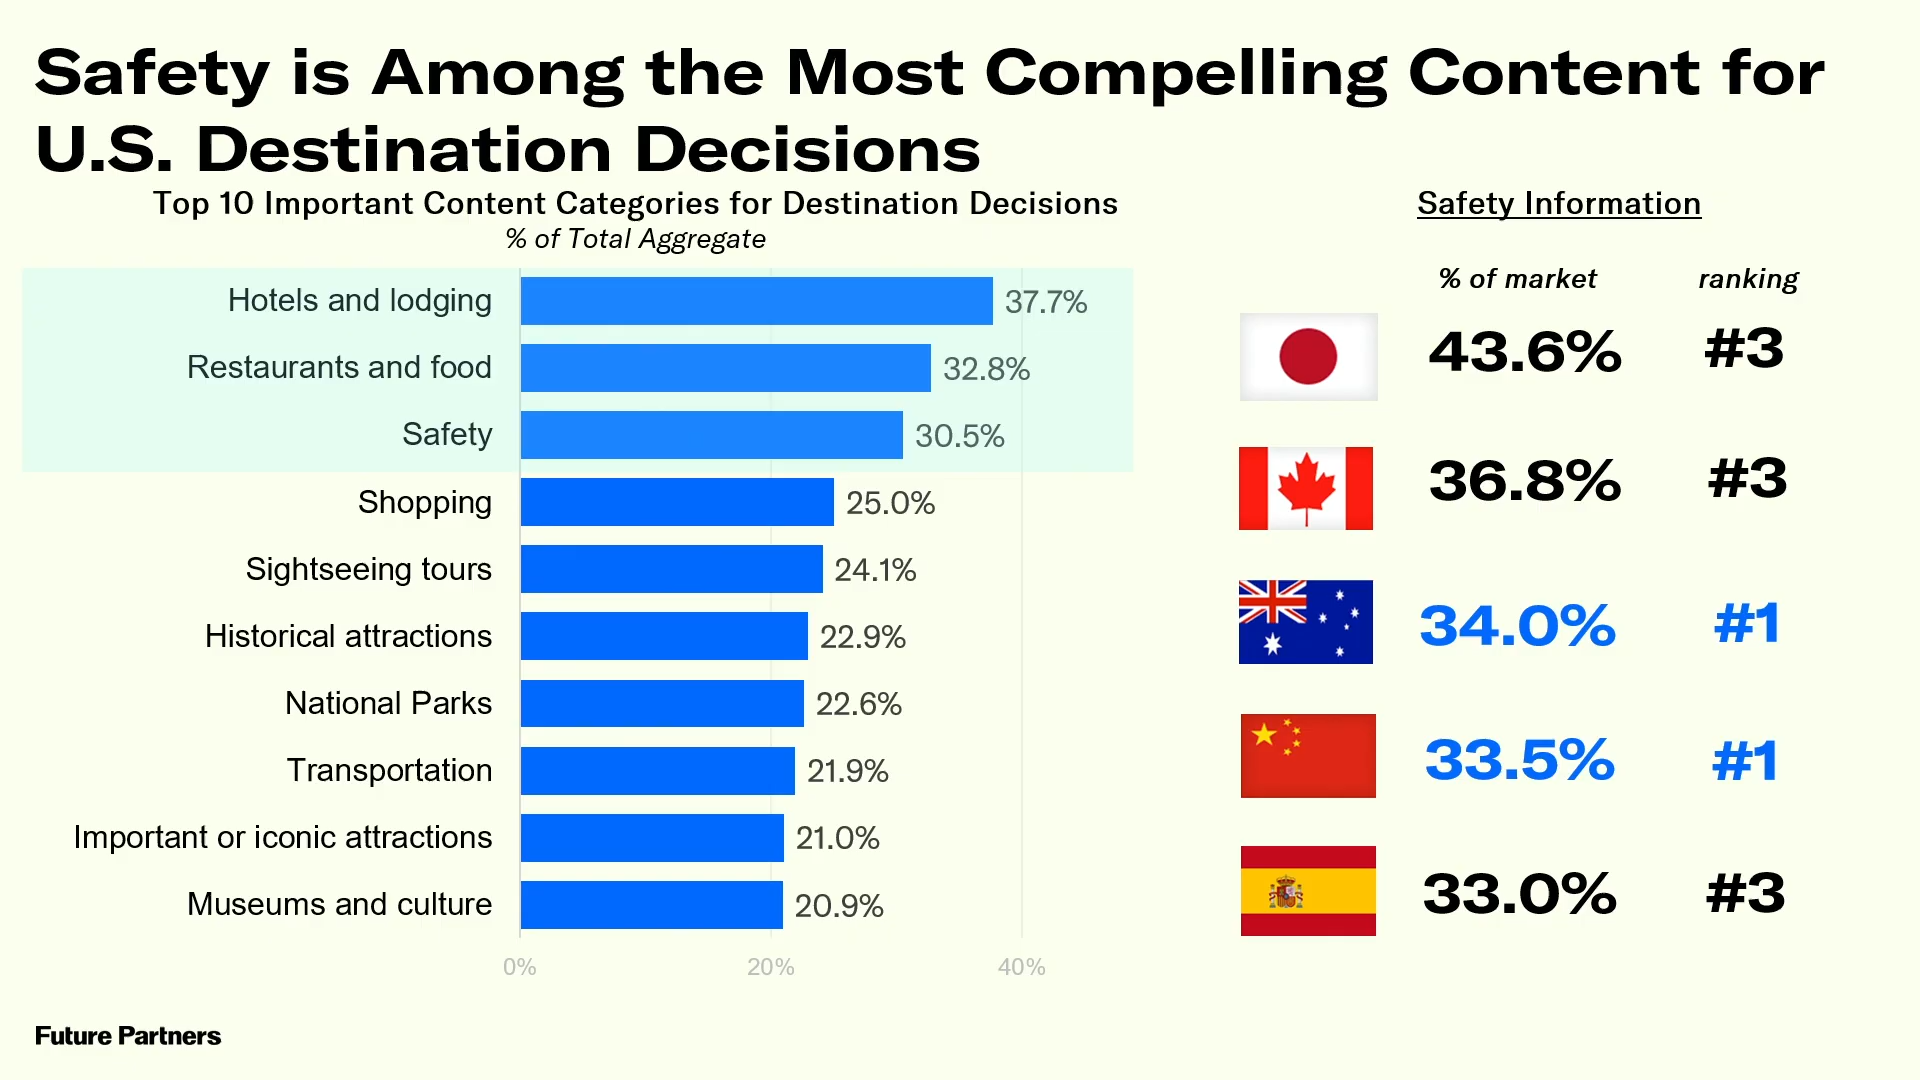 Safety is Among the Most Compelling Content for
U.S. Destination Decisions
Top 10 Important Content Categories for Destination Decisions
% of Total Aggregate
Hotels and lodging 37.7%
Restaurants and food 32.8%
Safety 30.5%
Shopping 25.0%
Sightseeing tours 24.1%
Historical attractions 22.9%
National Parks 22.6%
Transportation 21.9%
Important or iconic attractions 21.0%
Museums and culture 20.9%
0% 20% 40%
Safety Information
% of market ranking
43.6% #3
36.8% #3
34.0% #1
33.5% #1
33.0% #3
Future Partners